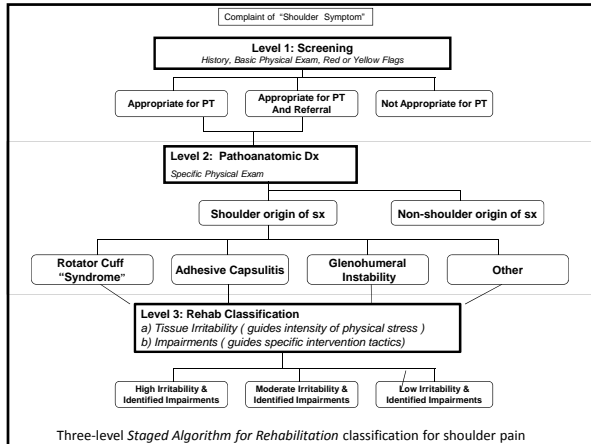 Complaint of "Shoulder Symptom"
Level 1: Screening
History, Basic Physical Exam, Red or Yellow Flags
Appropriate for PT
Appropriate for PT
And Referral
Not Appropriate for PT
Level 2: Pathoanatomic Dx
Specific Physical Exam
Shoulder origin of sx
Non-shoulder origin of sx
Rotator Cuff
"Syndrome"
Adhesive Capsulitis
Glenohumeral
Instability
Other
Level 3: Rehab Classification
a) Tissue Irritability ( guides intensity of physical stress )
b) Impairments ( guides specific intervention tactics)
High Irritability &
Identified Impairments
Moderate Irritability &
Identified Impairments
Low Irritability &
Identified Impairments
Three-level Staged Algorithm for Rehabilitation classification for shoulder pain